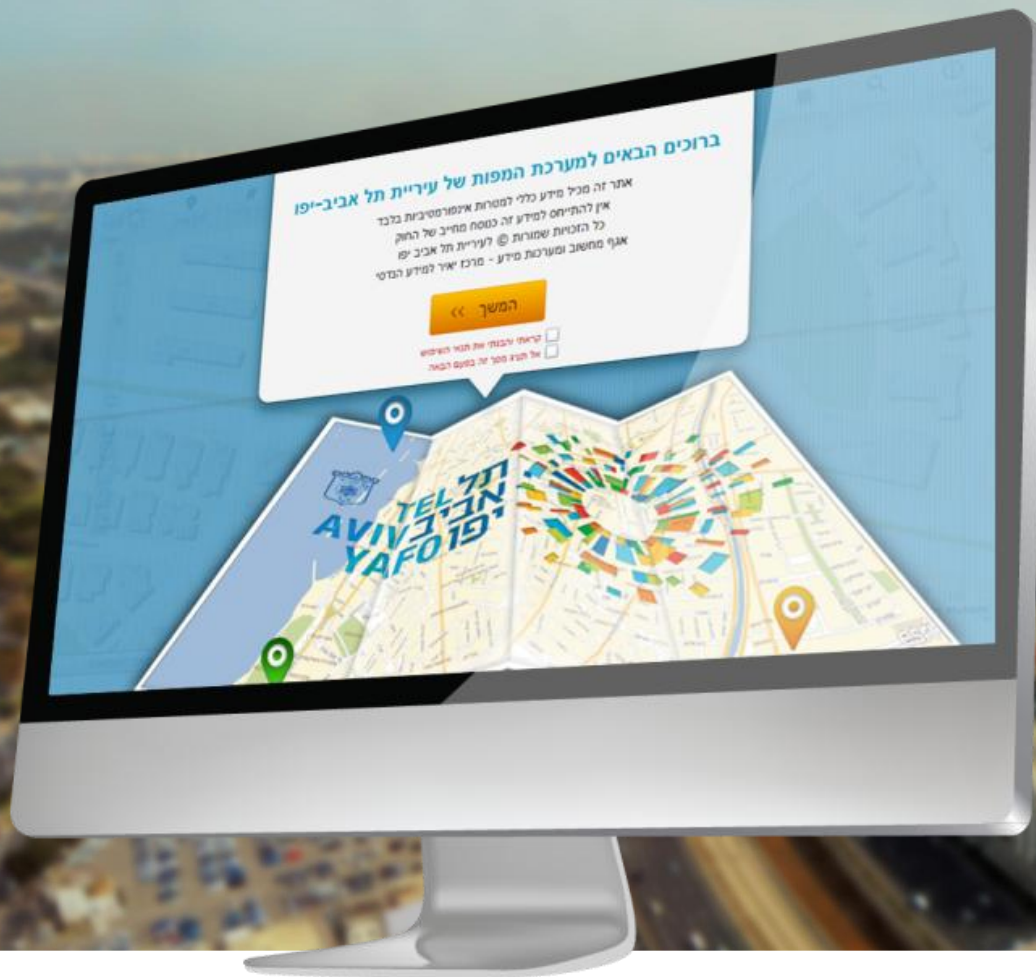 ברוכים הבאים למערכת המפות של עיריית תל אביב-יפו
אתר זה מכיל מידע כללי למטרות אינפורמטיביות בלבד
אין להתייחס למידע זה כנוסח מחייב של החוק
כל הזכויות שמורות © לעיריית תל אביב יפו
אגף מחשוב ומערכות מידע - מרכז יאיר למידע הנדסי
המשך >>
קראתי והבנתי את תנאי השימוש
אל תציג מסך זה בפעם הבאה
TEL תל
AVIV אביב
YAFO יפו